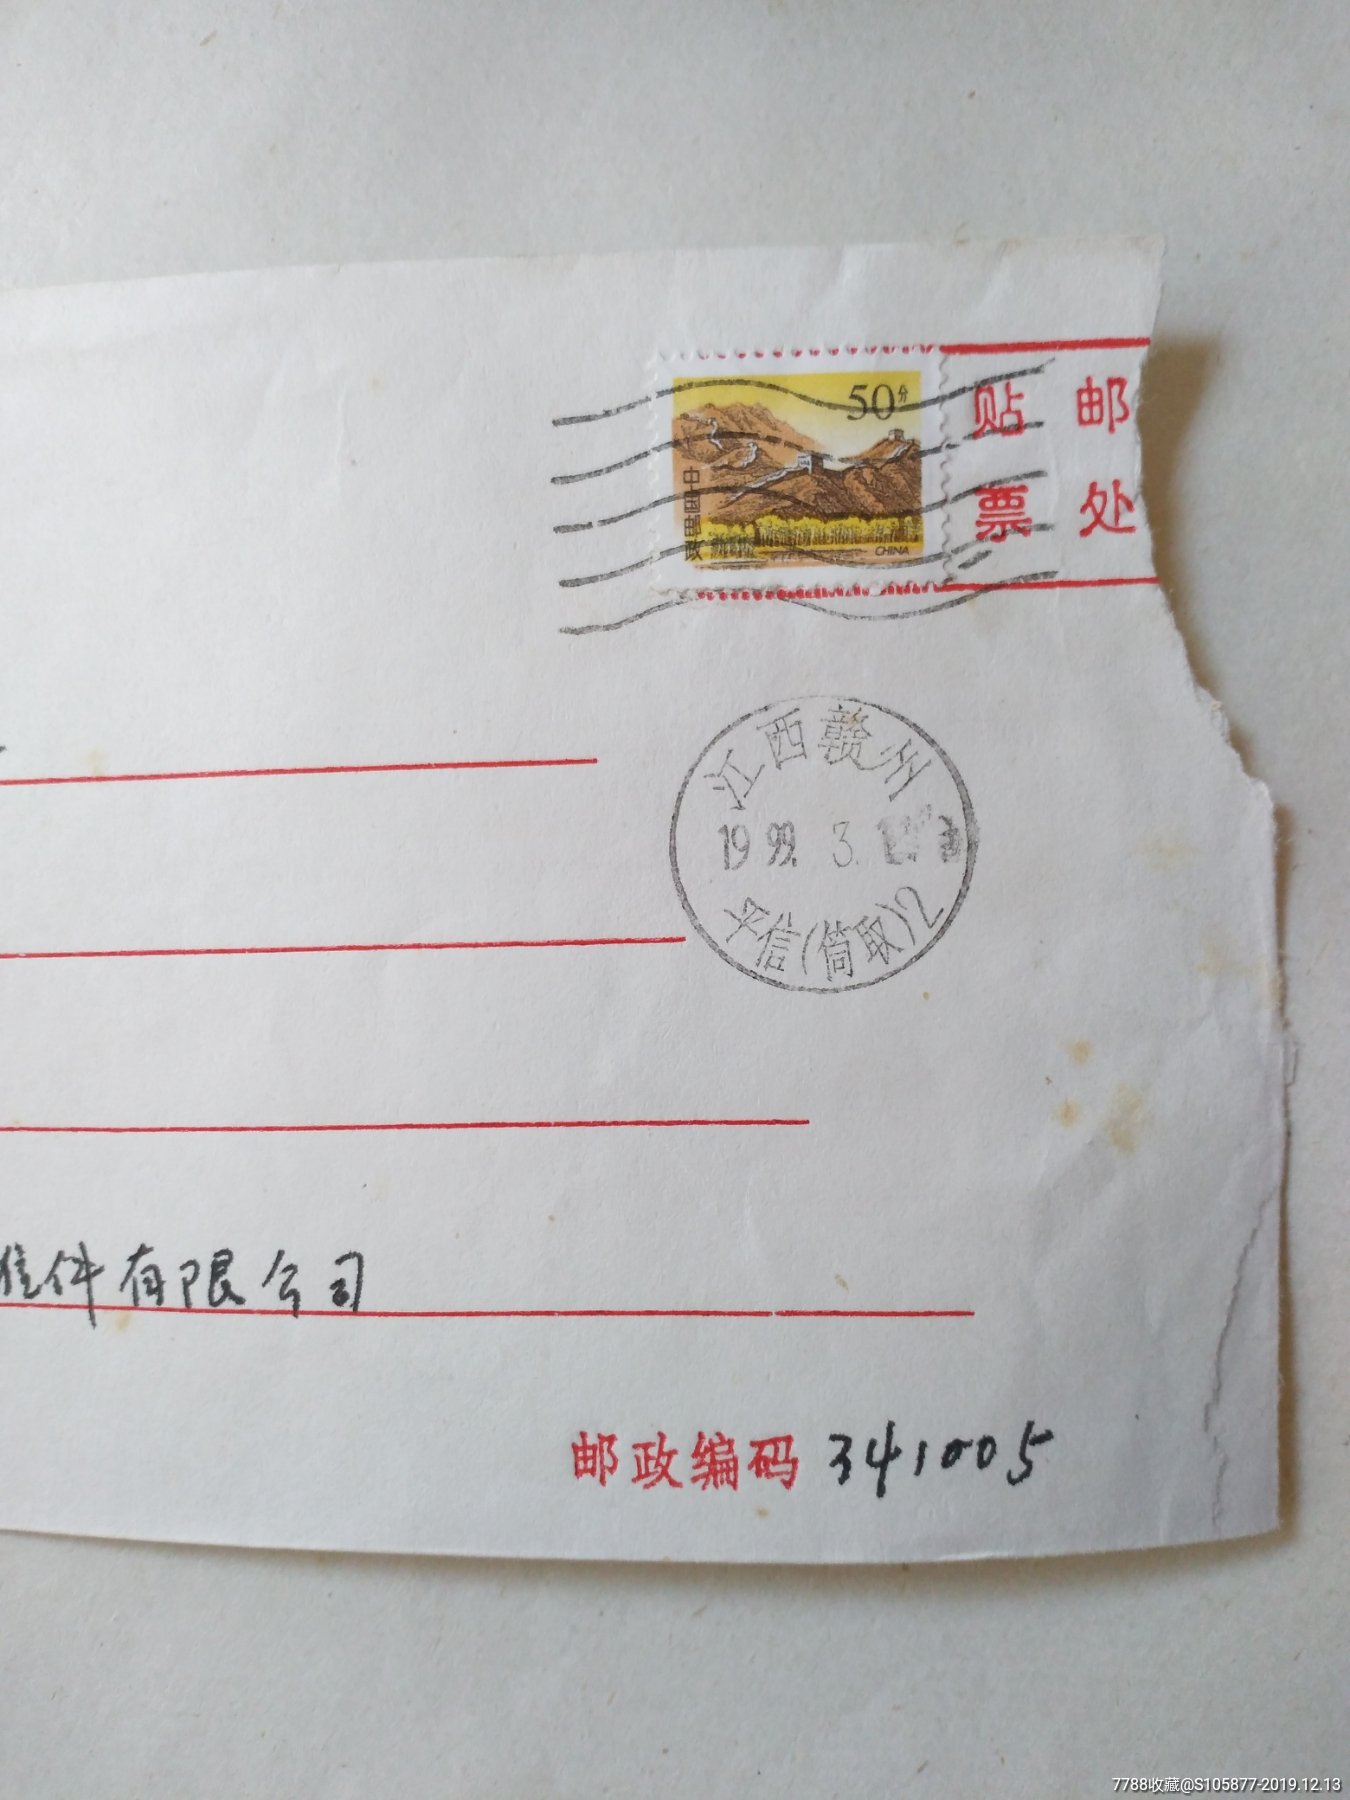 50分
中国邮政
CHINA
贴 邮
票 处
江西赣州
1999. 3.
平信(筒取)2
准件有限公司
邮政编码 341005
7788收藏@S105877-2019.12.13